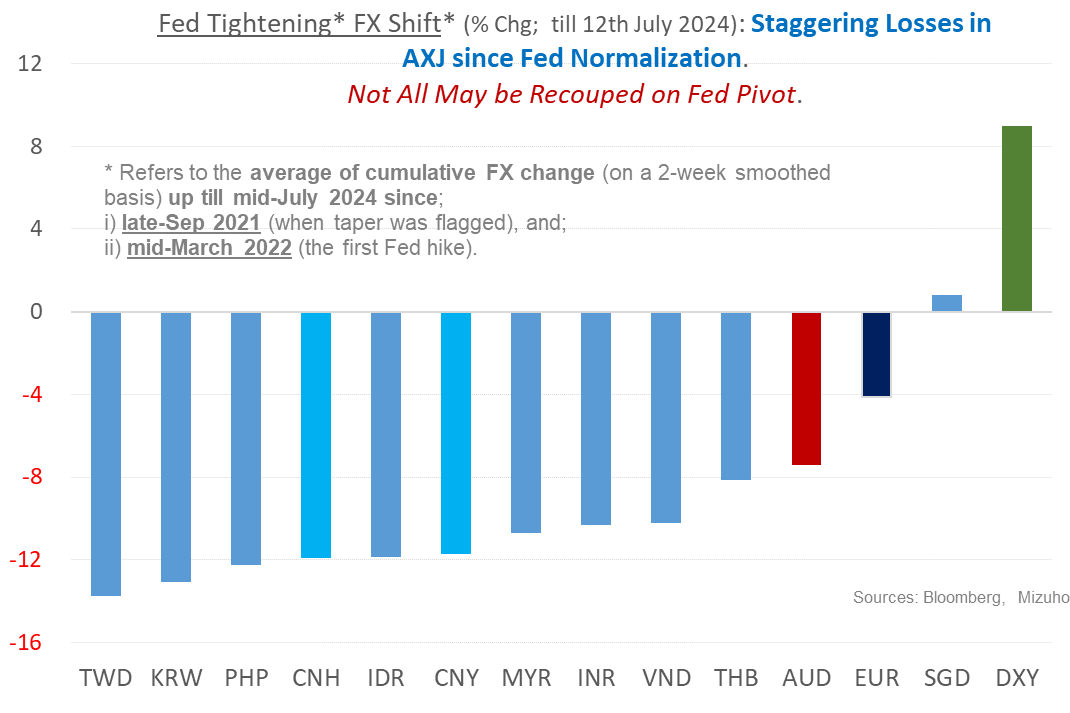 Fed Tightening* FX Shift* (% Chg; till 12th July 2024): Staggering Losses in
AXJ since Fed Normalization.
Not All May be Recouped on Fed Pivot.
* Refers to the average of cumulative FX change (on a 2-week smoothed
basis) up till mid-July 2024 since;
i) late-Sep 2021 (when taper was flagged), and;
ii) mid-March 2022 (the first Fed hike).
12
8
4
0
-4
-8
-12
-16
Sources: Bloomberg, Mizuho
TWD KRW PHP CNH IDR CNY MYR INR VND THB AUD EUR SGD DXY